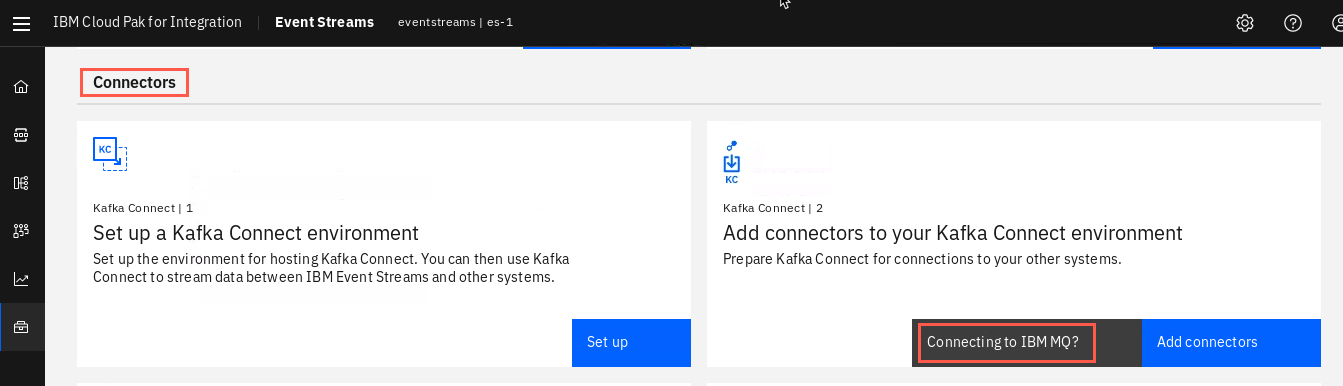 IBM Cloud Pak for Integration | Event Streams eventstreams | es-1
Connectors
KC
Kafka Connect | 1
Set up a Kafka Connect environment
Set up the environment for hosting Kafka Connect. You can then use Kafka
Connect to stream data between IBM Event Streams and other systems.
Set up
KC
Kafka Connect | 2
Add connectors to your Kafka Connect environment
Prepare Kafka Connect for connections to your other systems.
Connecting to IBM MQ?
Add connectors